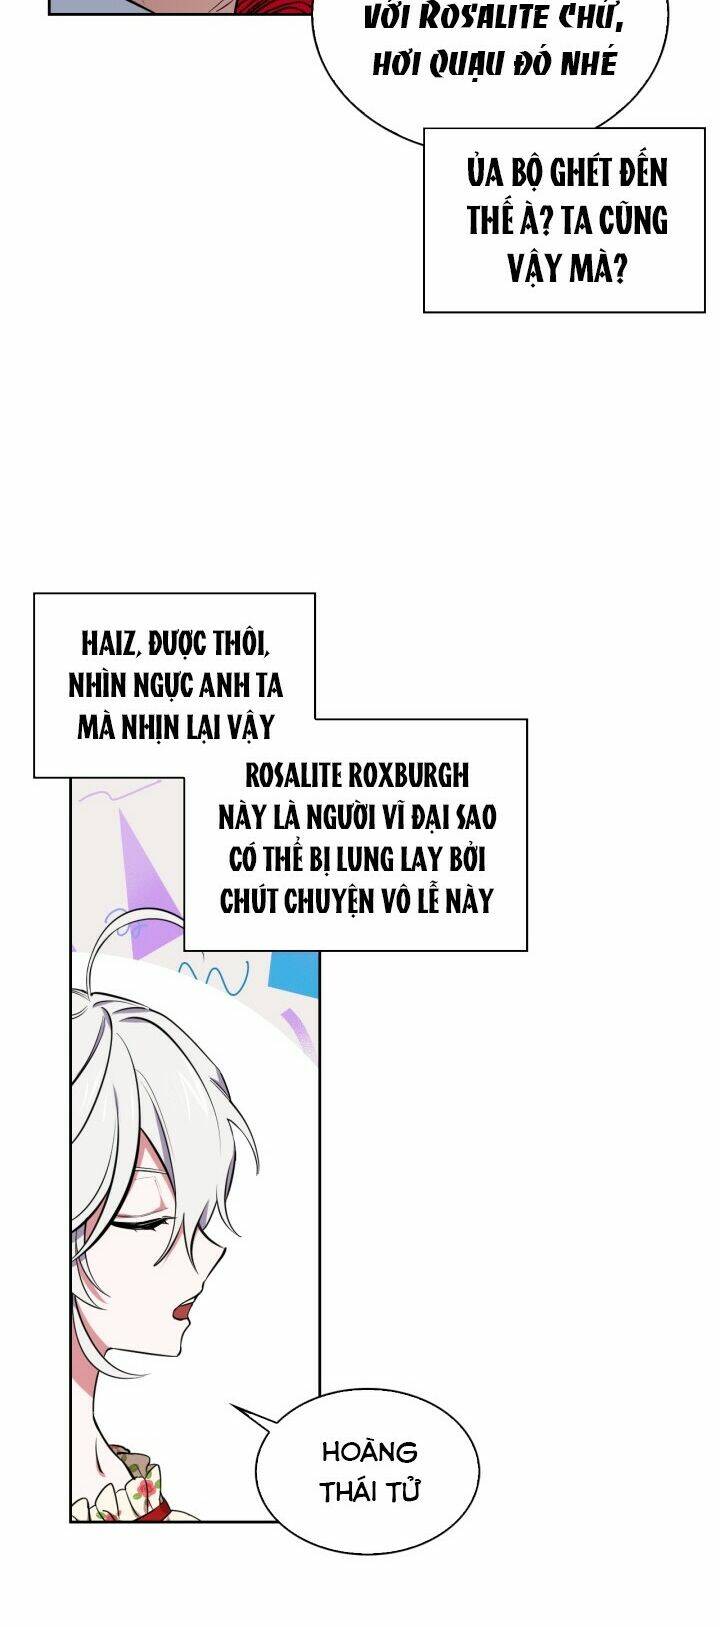 VỚI ROSALITE CHỨ,
HƠI QUẠU ĐÓ NHÉ
ỦA BỘ GHÉT ĐẾN
THẾ À? TA CŨNG
VẬY MÀ?
HAIZ, ĐƯỢC THÔI,
NHÌN NGỰC ANH TA
MÀ NHỊN LẠI VẬY
ROSALITE ROXBURGH
NÀY LÀ NGƯỜI VĨ ĐẠI SAO
CÓ THỂ BỊ LUNG LAY BỞI
CHÚT CHUYỆN VÔ LỄ NÀY
HOÀNG
THÁI TỬ